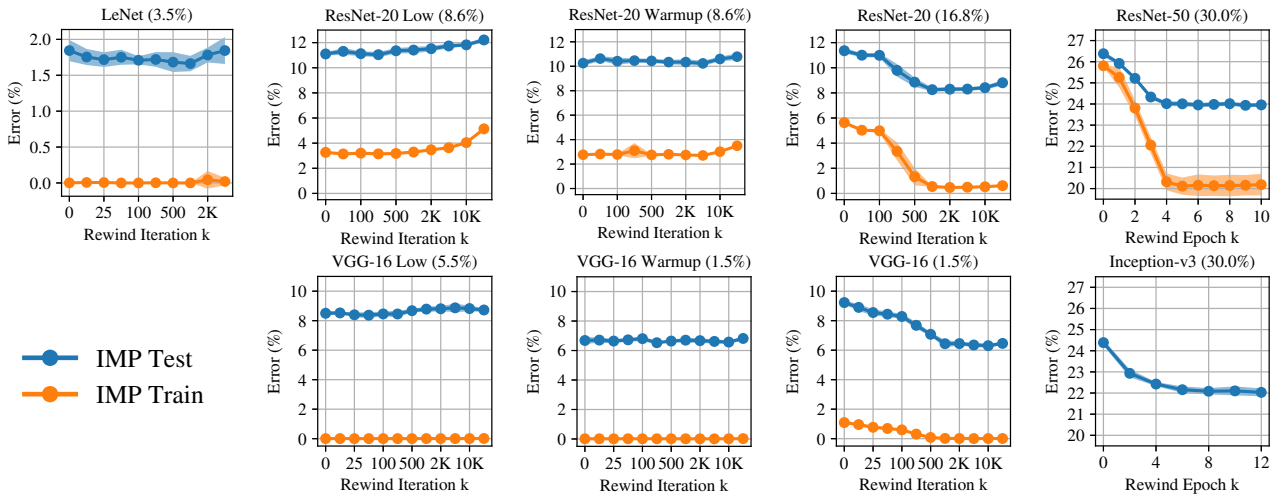 LeNet (3.5%)
Error (%)
2.0
1.5
1.0
0.5
0.0
0 25 100 500 2K
Rewind Iteration k
ResNet-20 Low (8.6%)
Error (%)
12
10
8
6
4
2
0
0 100 500 2K 10K
Rewind Iteration k
ResNet-20 Warmup (8.6%)
Error (%)
12
10
8
6
4
2
0
0 100 500 2K 10K
Rewind Iteration k
ResNet-20 (16.8%)
Error (%)
12
10
8
6
4
2
0
0 100 500 2K 10K
Rewind Iteration k
ResNet-50 (30.0%)
Error (%)
27
26
25
24
23
22
21
20
0 2 4 6 8 10
Rewind Epoch k
IMP Test
IMP Train
VGG-16 Low (5.5%)
Error (%)
10
8
6
4
2
0
0 25 100 500 2K 10K
Rewind Iteration k
VGG-16 Warmup (1.5%)
Error (%)
10
8
6
4
2
0
0 25 100 500 2K 10K
Rewind Iteration k
VGG-16 (1.5%)
Error (%)
10
8
6
4
2
0
0 25 100 500 2K 10K
Rewind Iteration k
Inception-v3 (30.0%)
Error (%)
27
26
25
24
23
22
21
20
0 4 8 12
Rewind Epoch k